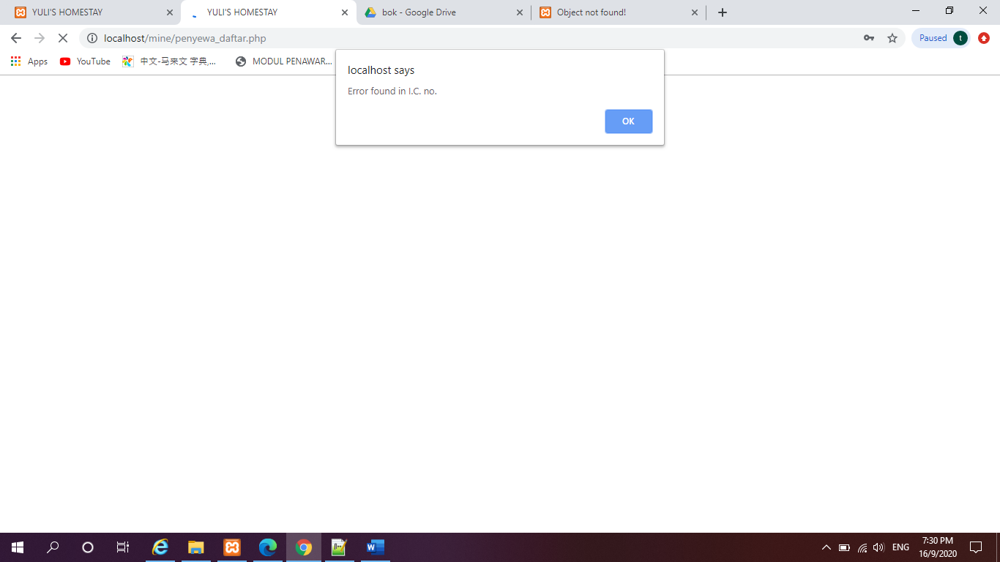 YULI'S HOMESTAY
YULI'S HOMESTAY
bok - Google Drive
Object not found!
localhost/mine/penyewa_daftar.php
Paused
t
Apps
YouTube
中文-马来文 字典,...
MODUL PENAWAR...
localhost says
Error found in I.C. no.
OK
ENG
7:30 PM
16/9/2020